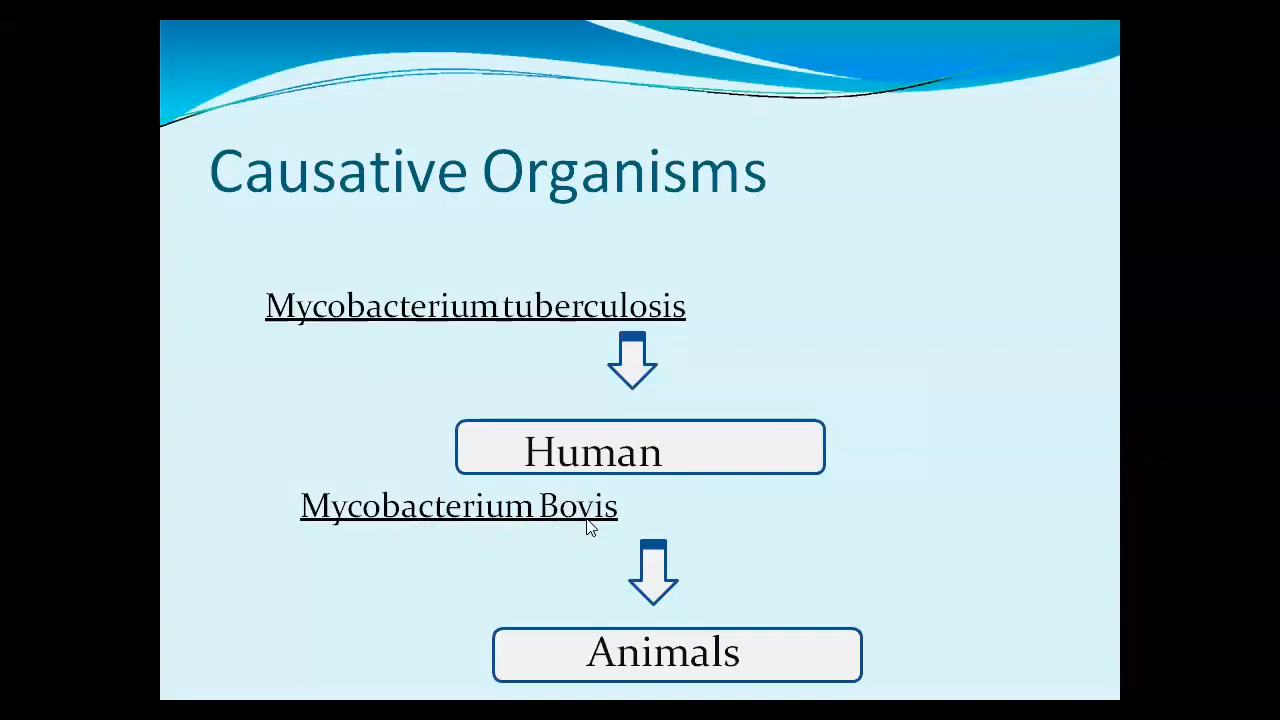 Causative Organisms
Mycobacterium tuberculosis
Human
Mycobacterium Bovis
Animals